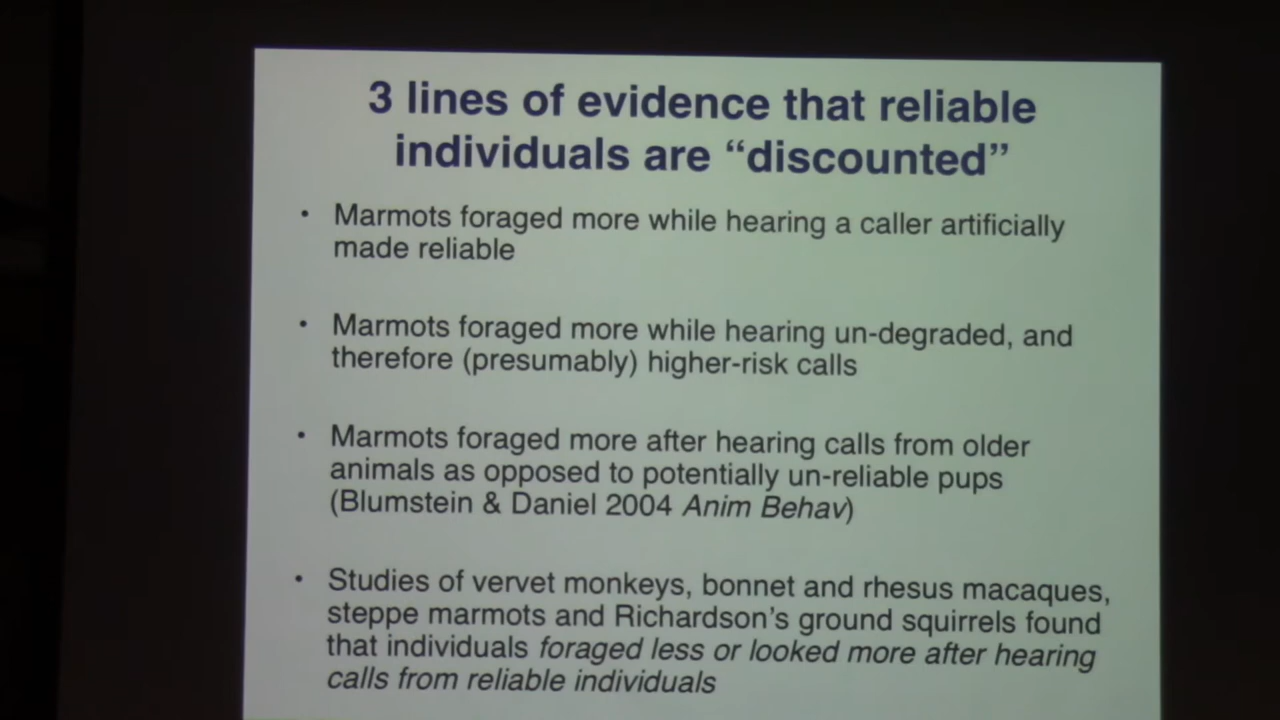 3 lines of evidence that reliable
individuals are “discounted”
• Marmots foraged more while hearing a caller artificially
made reliable
• Marmots foraged more while hearing un-degraded, and
therefore (presumably) higher-risk calls
• Marmots foraged more after hearing calls from older
animals as opposed to potentially un-reliable pups
(Blumstein & Daniel 2004 Anim Behav)
• Studies of vervet monkeys, bonnet and rhesus macaques,
steppe marmots and Richardson’s ground squirrels found
that individuals foraged less or looked more after hearing
calls from reliable individuals